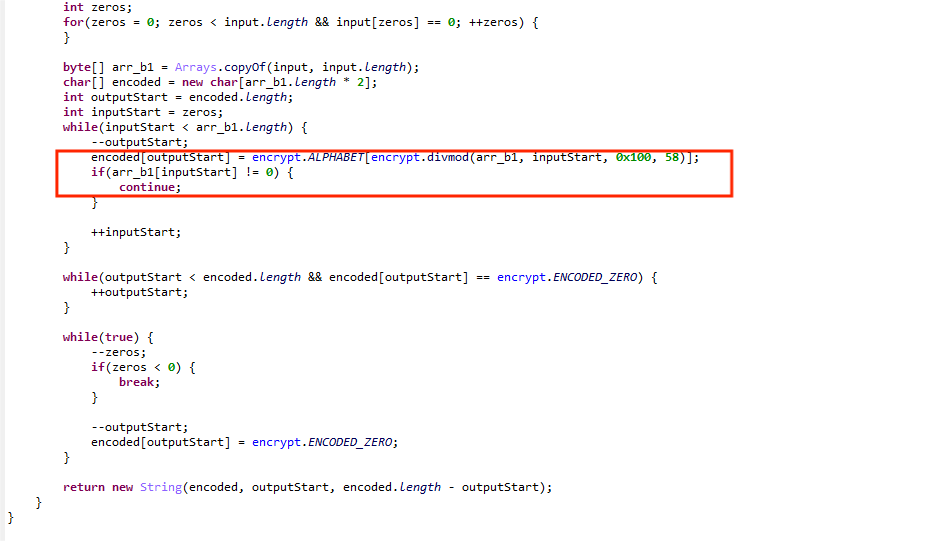 int zeros;
for(zeros = 0; zeros < input.length && input[zeros] == 0; ++zeros) {
}
byte[] arr_b1 = Arrays.copyOf(input, input.length);
char[] encoded = new char[arr_b1.length * 2];
int outputStart = encoded.length;
int inputStart = zeros;
while(inputStart < arr_b1.length) {
--outputStart;
encoded[outputStart] = encrypt.ALPHABET[encrypt.divmod(arr_b1, inputStart, 0x100, 58)];
if(arr_b1[inputStart] != 0) {
continue;
}
++inputStart;
}
while(outputStart < encoded.length && encoded[outputStart] == encrypt.ENCODED_ZERO) {
++outputStart;
}
while(true) {
--zeros;
if(zeros < 0) {
break;
}
--outputStart;
encoded[outputStart] = encrypt.ENCODED_ZERO;
}
return new String(encoded, outputStart, encoded.length - outputStart);
}
}